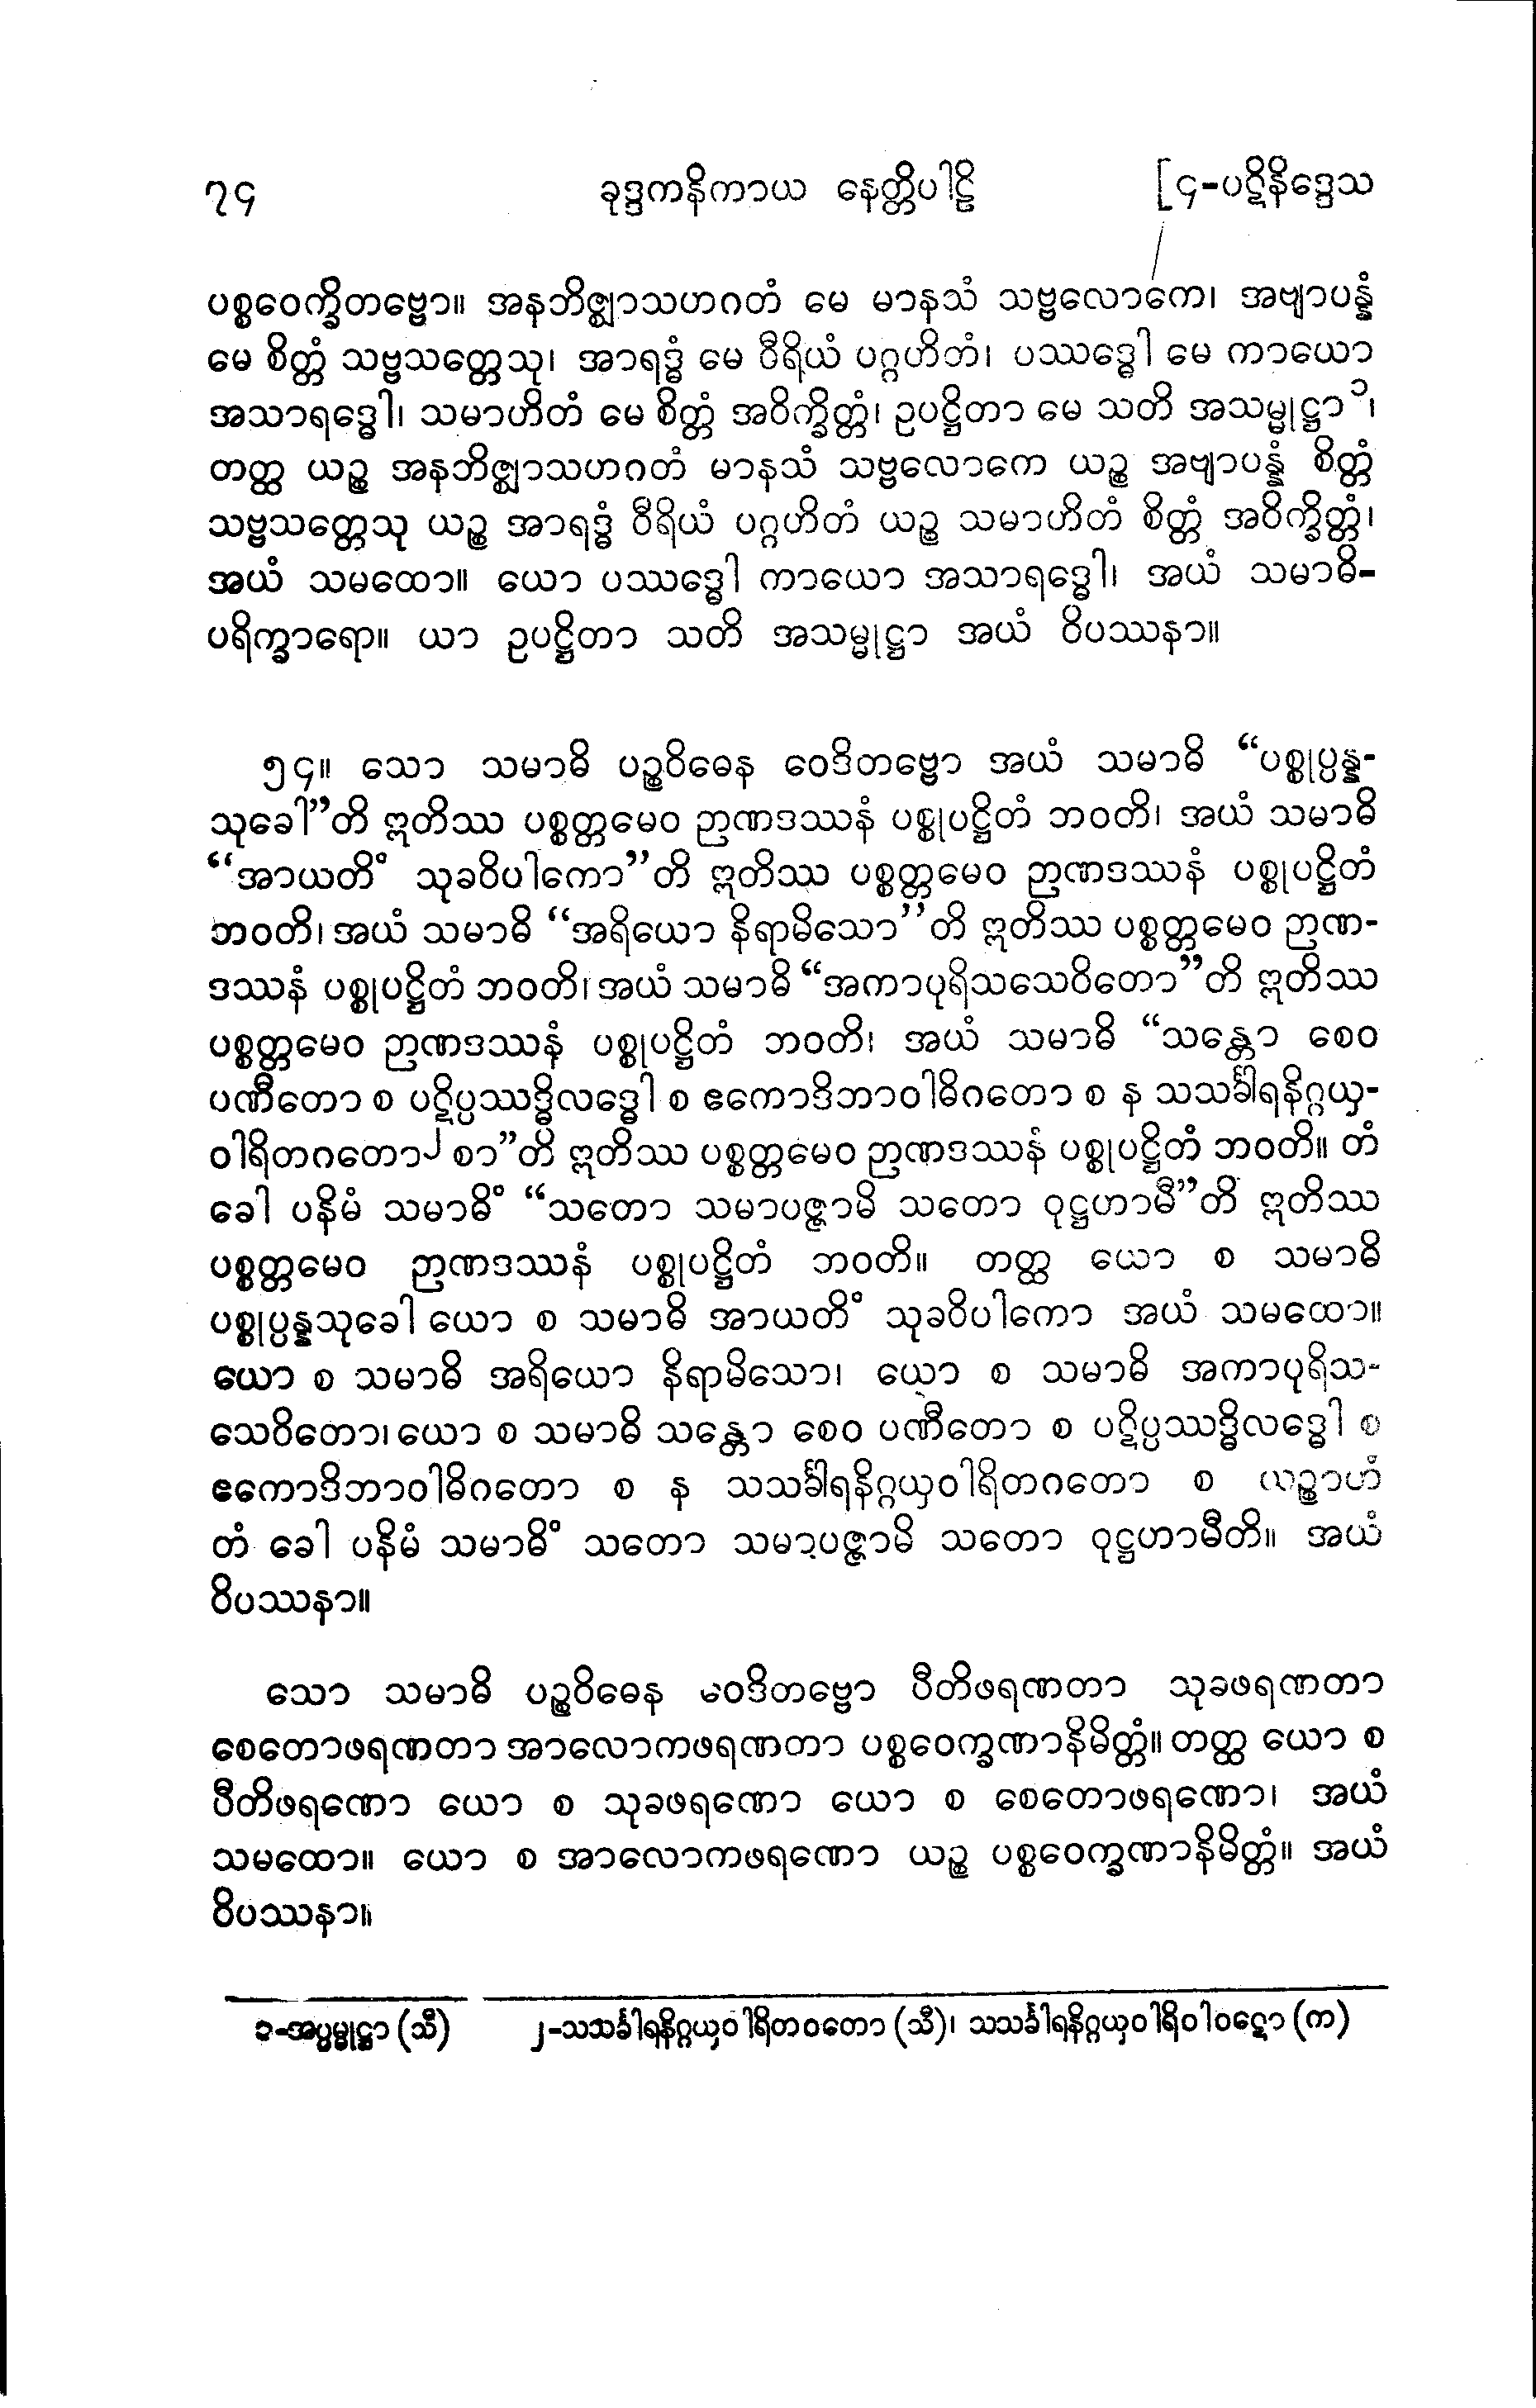 ၇၄ ခုဒ္ဒကနိကာယ နေတ္တိပါဠိ [၄-ပဋိနိဒ္ဒေသ
ပစ္စဝေက္ခိတဗ္ဗော။ အနဘိဇ္ဈာသဟဂတံ မေ မာနသံ သဗ္ဗလောကေ၊ အဗျာပန္နံ
မေ စိတ္တံ သဗ္ဗသတ္တေသု၊ အာရဒ္ဓံ မေ ဝီရိယံ ပဂ္ဂဟိတံ၊ ပဿဒ္ဓေါ မေ ကာယော
အသာရဒ္ဓေါ၊ သမာဟိတံ မေ စိတ္တံ အဝိက္ခိတ္တံ၊ ဥပဋ္ဌိတာ မေ သတိ အသမ္မုဋ္ဌာ ၁၊
တတ္ထ ယဉ္စ အနဘိဇ္ဈာသဟဂတံ မာနသံ သဗ္ဗလောကေ ယဉ္စ အဗျာပန္နံ စိတ္တံ
သဗ္ဗသတ္တေသု ယဉ္စ အာရဒ္ဓံ ဝီရိယံ ပဂ္ဂဟိတံ ယဉ္စ သမာဟိတံ စိတ္တံ အဝိက္ခိတ္တံ၊
အယံ သမထော။ ယော ပဿဒ္ဓေါ ကာယော အသာရဒ္ဓေါ၊ အယံ သမာဓိ-
ပရိက္ခာရော။ ယာ ဥပဋ္ဌိတာ သတိ အသမ္မုဋ္ဌာ အယံ ဝိပဿနာ။
၅၄။ သော သမာဓိ ပဉ္စဝိဓေန ဝေဒိတဗ္ဗော အယံ သမာဓိ “ပစ္စုပ္ပန္န-
သုခေါ”တိ ဣတိဿ ပစ္စတ္တမေဝ ဉာဏဒဿနံ ပစ္စုပဋ္ဌိတံ ဘဝတိ၊ အယံ သမာဓိ
“အာယတိံ သုခဝိပါကော”တိ ဣတိဿ ပစ္စတ္တမေဝ ဉာဏဒဿနံ ပစ္စုပဋ္ဌိတံ
ဘဝတိ၊ အယံ သမာဓိ “အရိယော နိရာမိသော”တိ ဣတိဿ ပစ္စတ္တမေဝ ဉာဏ-
ဒဿနံ ပစ္စုပဋ္ဌိတံ ဘဝတိ၊ အယံ သမာဓိ “အကာပုရိသသေဝိတော”တိ ဣတိဿ
ပစ္စတ္တမေဝ ဉာဏဒဿနံ ပစ္စုပဋ္ဌိတံ ဘဝတိ၊ အယံ သမာဓိ “သန္တော စေဝ
ပဏီတော စ ပဋိပ္ပဿဒ္ဓိလဒ္ဓေါ စ ဧကောဒိဘာဝါဓိဂတော စ န သသင်္ခါရနိဂ္ဂယှ-
ဝါရိတဂတော၂ စာ”တိ ဣတိဿ ပစ္စတ္တမေဝ ဉာဏဒဿနံ ပစ္စုပဋ္ဌိတံ ဘဝတိ။ တံ
ခေါ ပနိမံ သမာဓိံ “သတော သမာပဇ္ဇာမိ သတော ဝုဋ္ဌဟာမီ”တိ ဣတိဿ
ပစ္စတ္တမေဝ ဉာဏဒဿနံ ပစ္စုပဋ္ဌိတံ ဘဝတိ။ တတ္ထ ယော စ သမာဓိ
ပစ္စုပ္ပန္နသုခေါ ယော စ သမာဓိ အာယတိံ သုခဝိပါကော အယံ သမထော။
ယော စ သမာဓိ အရိယော နိရာမိသော၊ ယော စ သမာဓိ အကာပုရိသ-
သေဝိတော၊ ယော စ သမာဓိ သန္တော စေဝ ပဏီတော စ ပဋိပ္ပဿဒ္ဓိလဒ္ဓေါ စ
ဧကောဒိဘာဝါဓိဂတော စ န သသင်္ခါရနိဂ္ဂယှဝါရိတဂတော စ ယဉ္စာဟံ
တံ ခေါ ပနိမံ သမာဓိံ သတော သမာပဇ္ဇာမိ သတော ဝုဋ္ဌဟာမီတိ။ အယံ
ဝိပဿနာ။
သော သမာဓိ ပဉ္စဝိဓေန ဝေဒိတဗ္ဗော ပီတိဖရဏတာ သုခဖရဏတာ
စေတောဖရဏတာ အာလောကဖရဏတာ ပစ္စဝေက္ခဏာနိမိတ္တံ။ တတ္ထ ယော စ
ပီတိဖရဏော ယော စ သုခဖရဏော ယော စ စေတောဖရဏော၊ အယံ
သမထော။ ယော စ အာလောကဖရဏော ယဉ္စ ပစ္စဝေက္ခဏာနိမိတ္တံ။ အယံ
ဝိပဿနာ။
၁-အပ္ပမ္မုဋ္ဌာ (သီ) ၂-သသင်္ခါရနိဂ္ဂယှဝါရိတဝတော (သီ)၊ သသင်္ခါရနိဂ္ဂယှဝါရိဝါဝဋော (က)